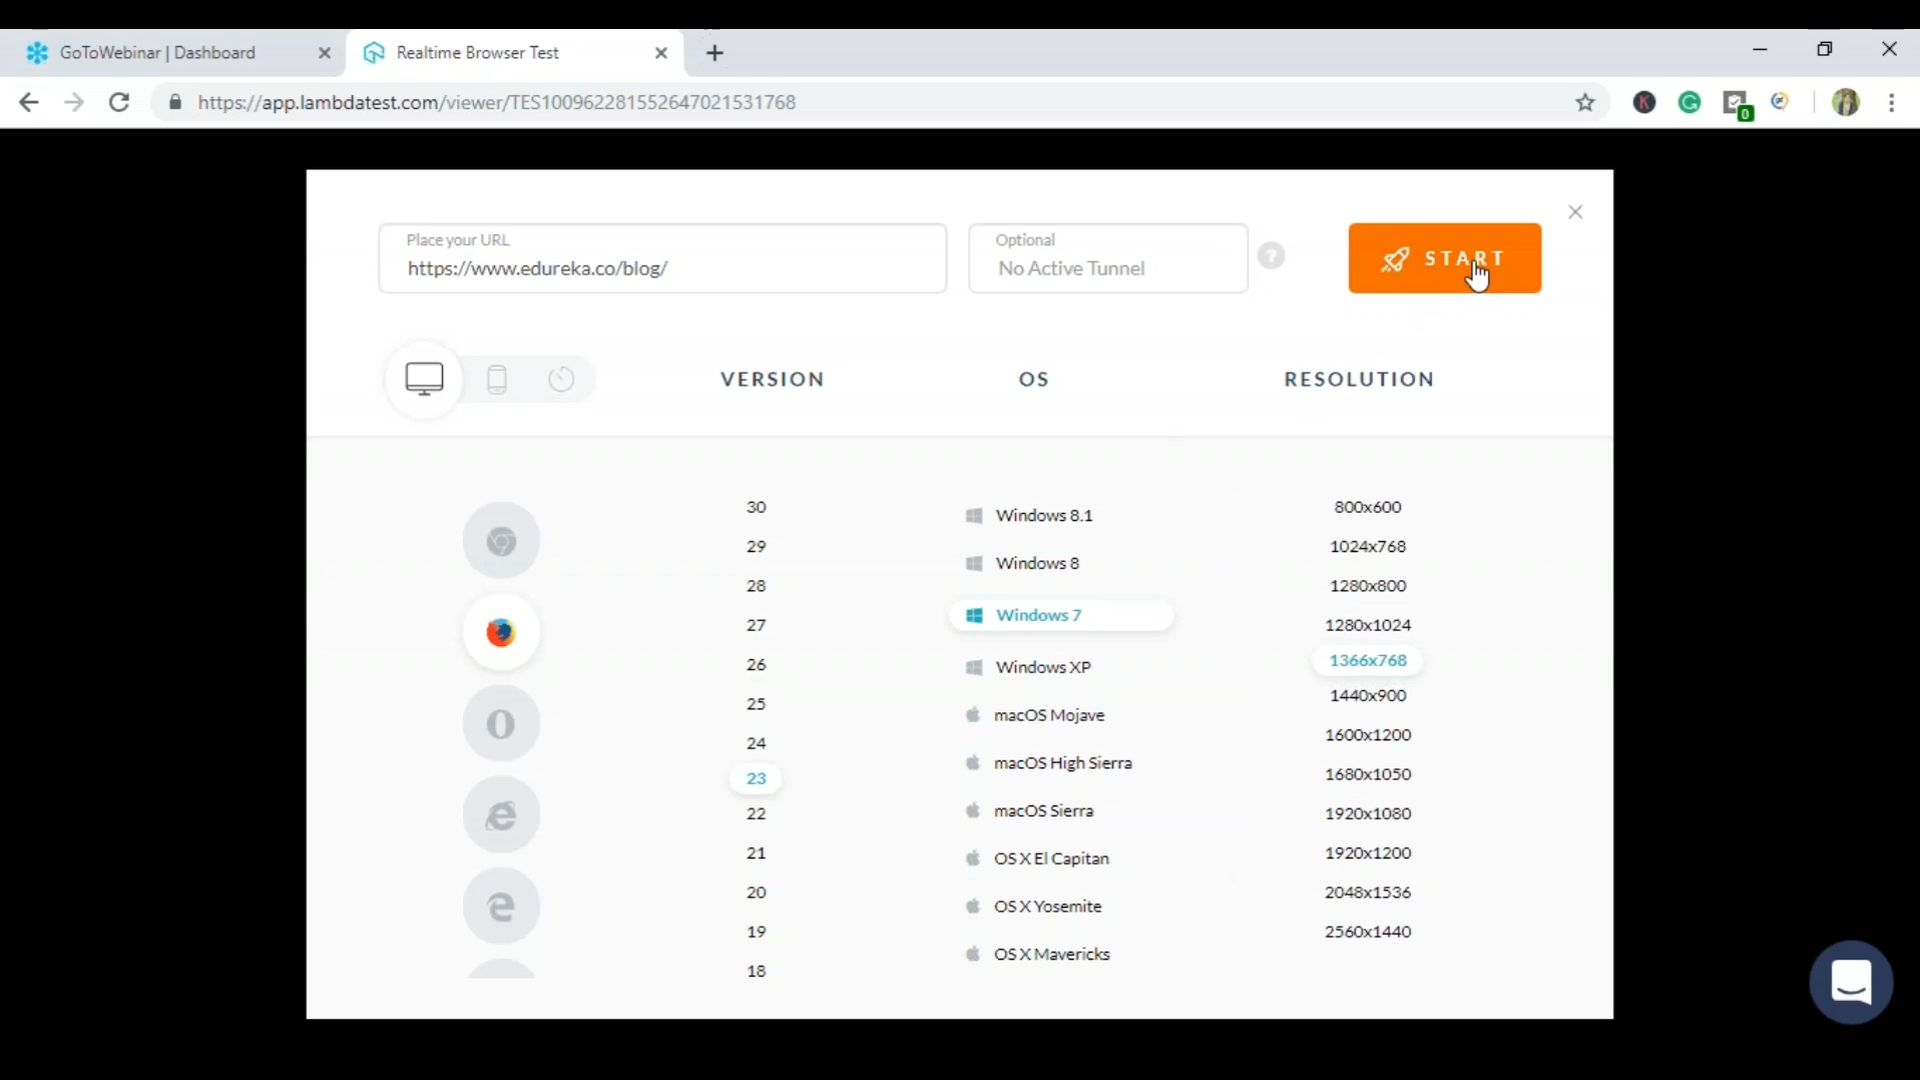 GoToWebinar | Dashboard
Realtime Browser Test
https://app.lambdatest.com/viewer/TES100962281552647021531768
K
G
0
Place your URL
https://www.edureka.co/blog/
Optional
No Active Tunnel
?
START
VERSION
OS
RESOLUTION
30
29
28
27
26
25
24
23
22
21
20
19
18
Windows 8.1
Windows 8
Windows 7
Windows XP
macOS Mojave
macOS High Sierra
macOS Sierra
OS X El Capitan
OS X Yosemite
OS X Mavericks
800x600
1024x768
1280x800
1280x1024
1366x768
1440x900
1600x1200
1680x1050
1920x1080
1920x1200
2048x1536
2560x1440